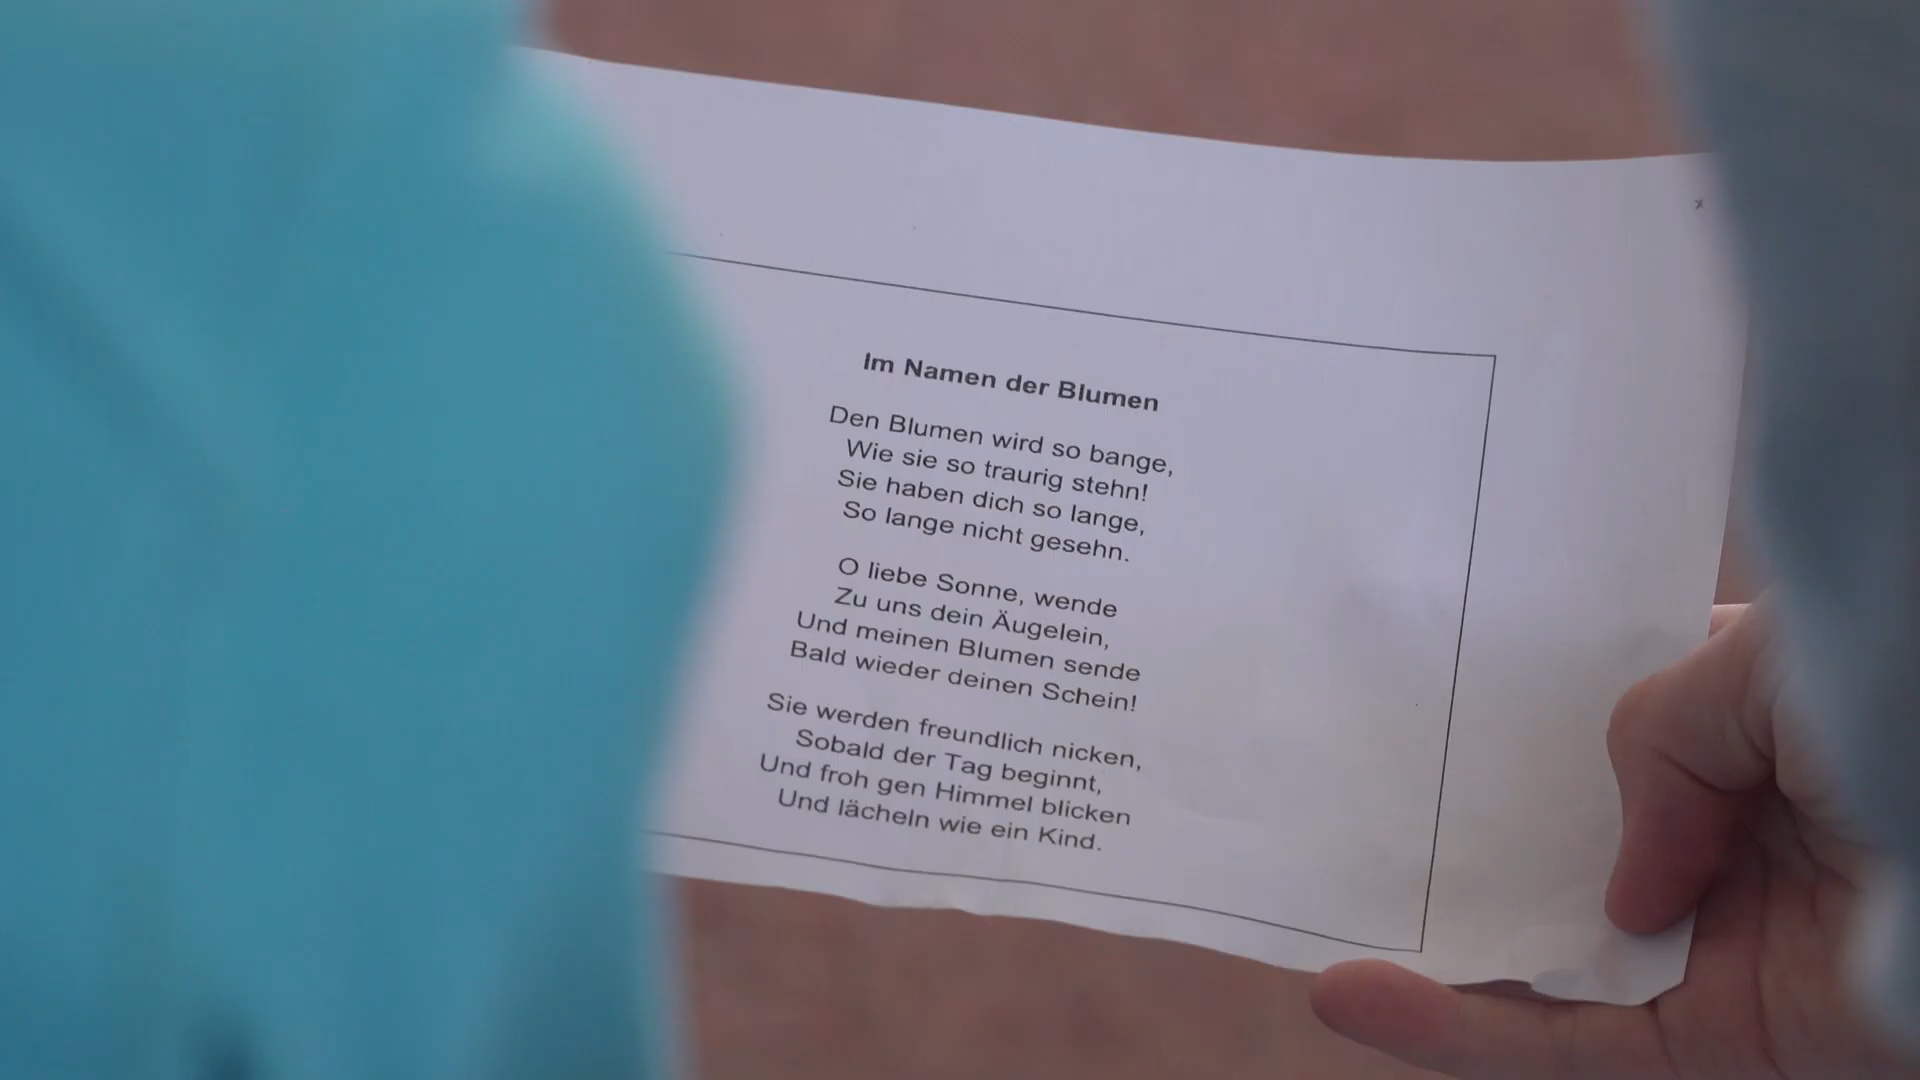 Im Namen der Blumen
Den Blumen wird so bange,
Wie sie so traurig stehn!
Sie haben dich so lange,
So lange nicht gesehn.
O liebe Sonne, wende
Zu uns dein Äugelein,
Und meinen Blumen sende
Bald wieder deinen Schein!
Sie werden freundlich nicken,
Sobald der Tag beginnt,
Und froh gen Himmel blicken
Und lächeln wie ein Kind.